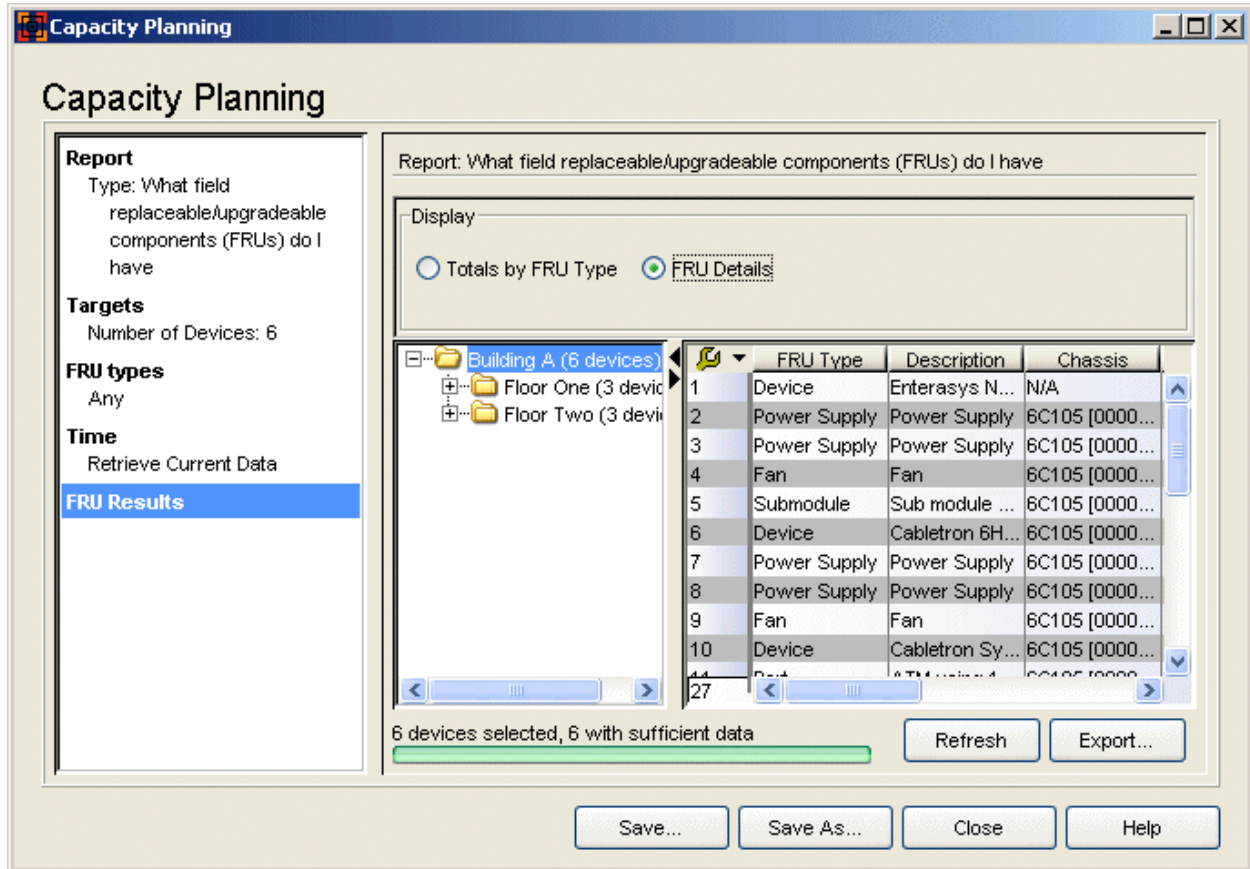 Capacity Planning
Capacity Planning
Report
Type: What field
replaceable/upgradeable
components (FRUs) do I
have
Targets
Number of Devices: 6
FRU types
Any
Time
Retrieve Current Data
FRU Results
Report: What field replaceable/upgradeable components (FRUs) do I have
Display
Totals by FRU Type FRU Details
Building A (6 devices)
Floor One (3 devic
Floor Two (3 devi
FRU Type Description Chassis
1 Device Enterasys N... N/A
2 Power Supply Power Supply 6C105 [0000...
3 Power Supply Power Supply 6C105 [0000...
4 Fan Fan 6C105 [0000...
5 Submodule Sub module ... 6C105 [0000...
6 Device Cabletron 6H... 6C105 [0000...
7 Power Supply Power Supply 6C105 [0000...
8 Power Supply Power Supply 6C105 [0000...
9 Fan Fan 6C105 [0000...
10 Device Cabletron Sy... 6C105 [0000...
27
6 devices selected, 6 with sufficient data
Refresh Export...
Save... Save As... Close Help